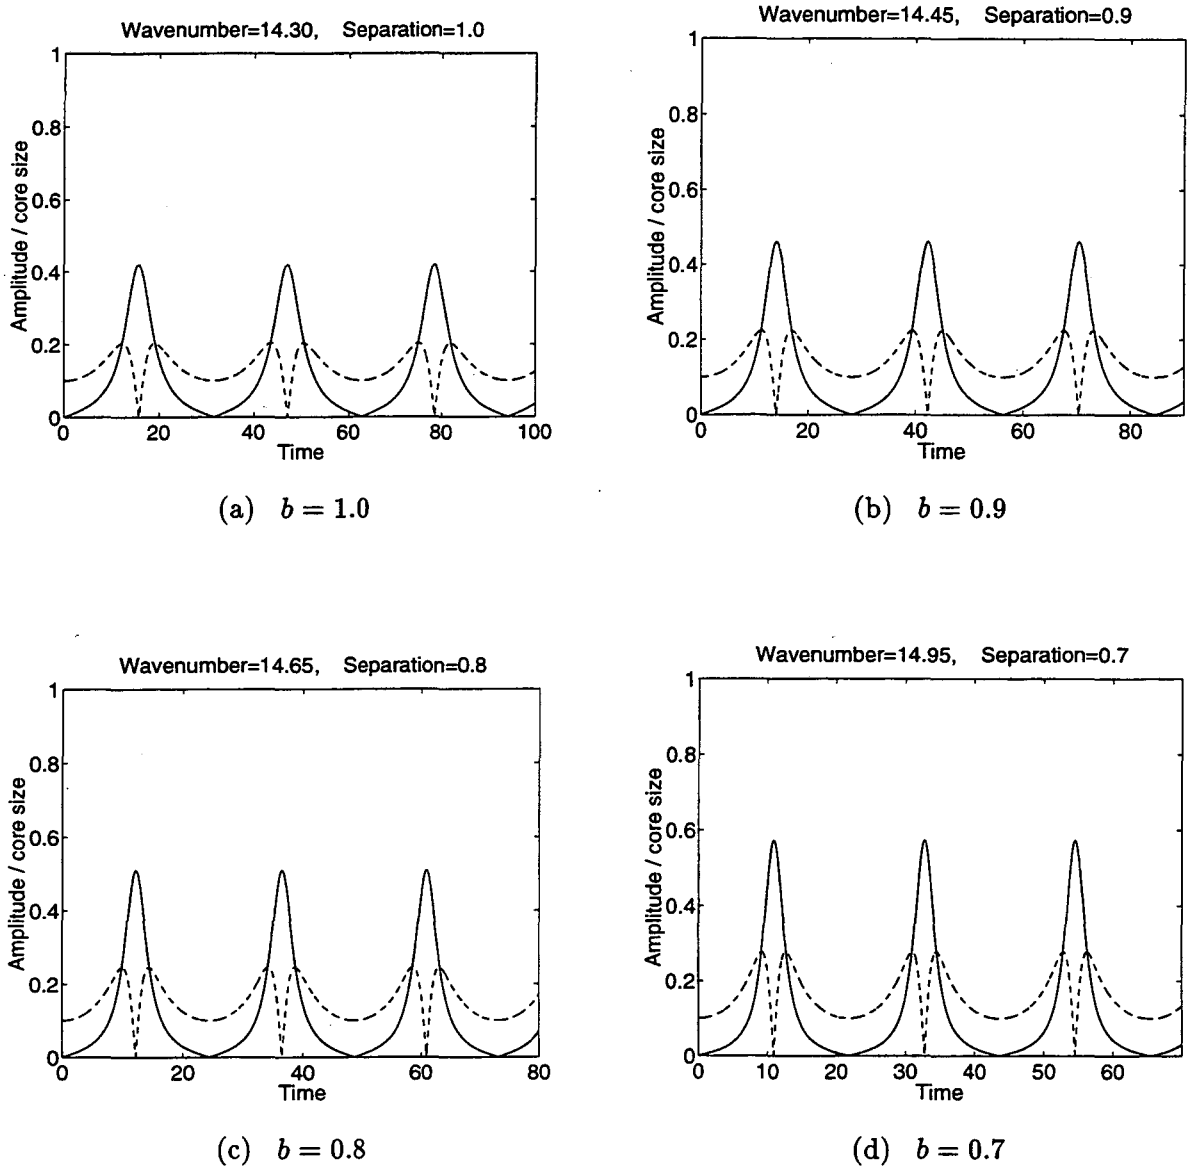 Wavenumber=14.30, Separation=1.0
1
0.8
0.6
0.4
0.2
0
Amplitude / core size
0 20 40 60 80 100
Time
(a) b = 1.0
Wavenumber=14.45, Separation=0.9
1
0.8
0.6
0.4
0.2
0
Amplitude / core size
0 20 40 60 80
Time
(b) b = 0.9
Wavenumber=14.65, Separation=0.8
1
0.8
0.6
0.4
0.2
0
Amplitude / core size
0 20 40 60 80
Time
(c) b = 0.8
Wavenumber=14.95, Separation=0.7
1
0.8
0.6
0.4
0.2
0
Amplitude / core size
0 10 20 30 40 50 60
Time
(d) b = 0.7